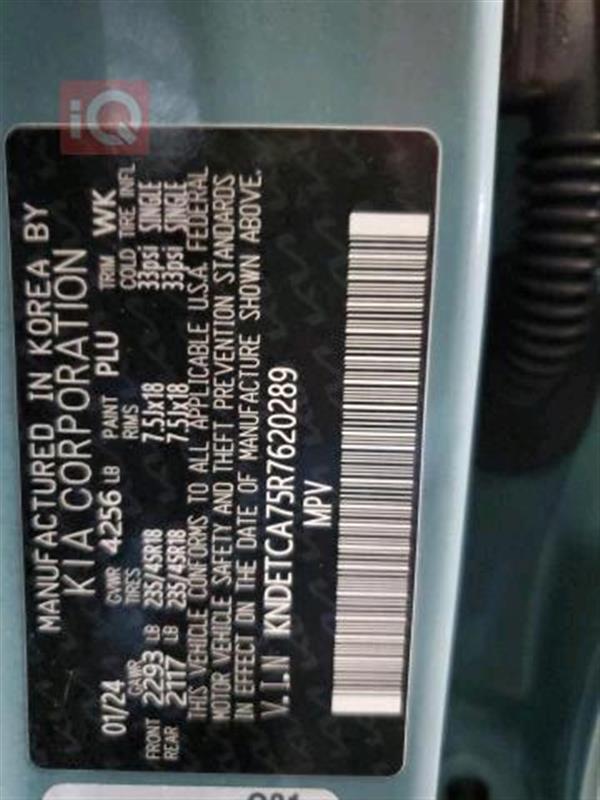 iQ
MANUFACTURED IN KOREA BY
KIA CORPORATION
01/24 GVWR 4256 LB PAINT PLU TRIM WK
GAWR TIRES RIMS COLD TIRE INFL
FRONT 2293 LB 235/45R18 7.5Jx18 33psi SINGLE
REAR 2117 LB 235/45R18 7.5Jx18 33psi SINGLE
THIS VEHICLE CONFORMS TO ALL APPLICABLE U.S.A. FEDERAL
MOTOR VEHICLE SAFETY AND THEFT PREVENTION STANDARDS
IN EFFECT ON THE DATE OF MANUFACTURE SHOWN ABOVE.
V.I.N KNDETCA75R7620289
MPV